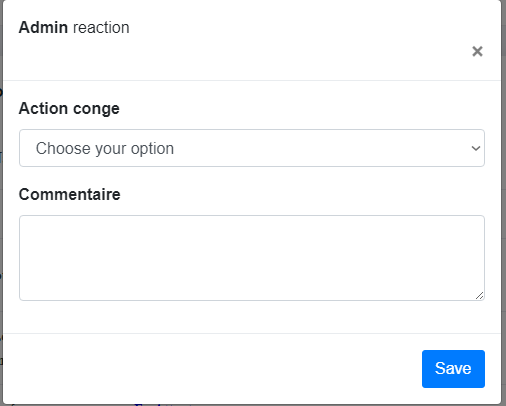 Admin reaction
×
Action conge
Choose your option
Commentaire
Save